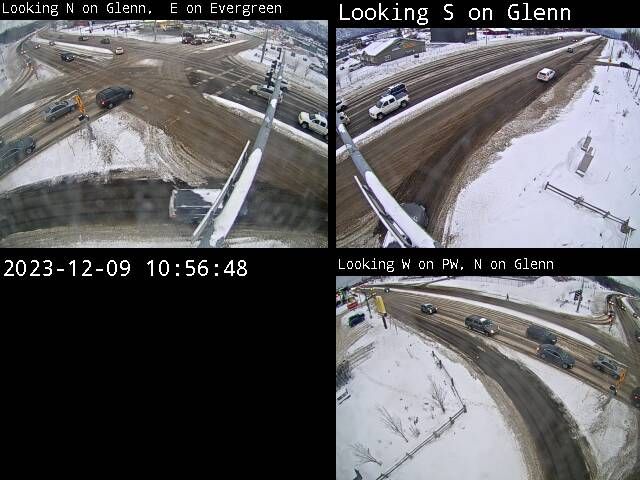 Looking N on Glenn,  E on Evergreen
Looking S on Glenn
2023-12-09 10:56:48
Looking W on PW, N on Glenn